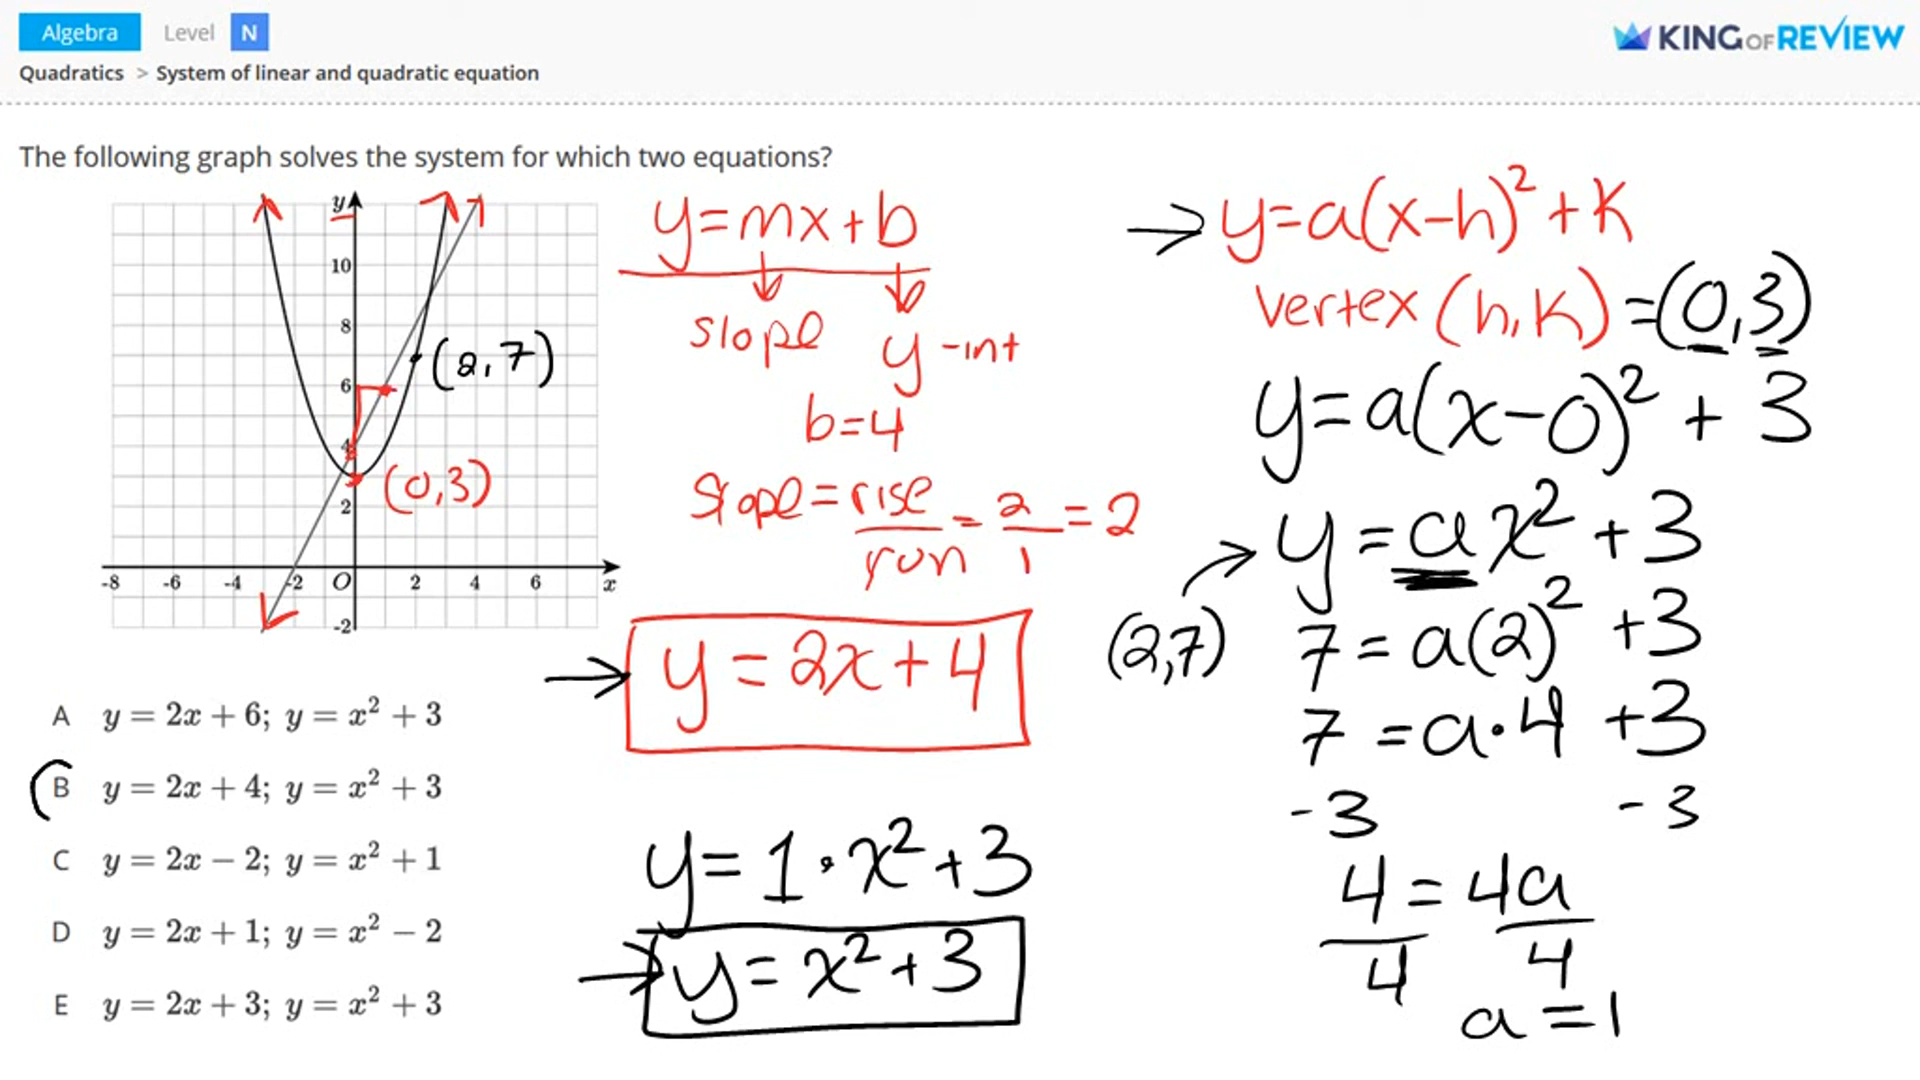 Algebra Level N
KINGOFREVIEW
Quadratics > System of linear and quadratic equation
The following graph solves the system for which two equations?
y
10
8
6
4
2
-8 -6 -4 -2 O 2 4 6 x
-2
(2,7)
(0,3)
A y = 2x + 6; y = x² + 3
B y = 2x + 4; y = x² + 3
C y = 2x − 2; y = x² + 1
D y = 2x + 1; y = x² − 2
E y = 2x + 3; y = x² + 3
y=mx+b
slope y-int
b=4
slope = rise/run = 2/1 = 2
y = 2x+4
y = 1·x²+3
y = x²+3
y=a(x-h)²+k
vertex (h,k) = (0,3)
y=a(x-0)² + 3
y = ax² + 3
(2,7) 7 = a(2)² +3
7 = a·4 +3
-3 -3
4/4 = 4a/4
a = 1